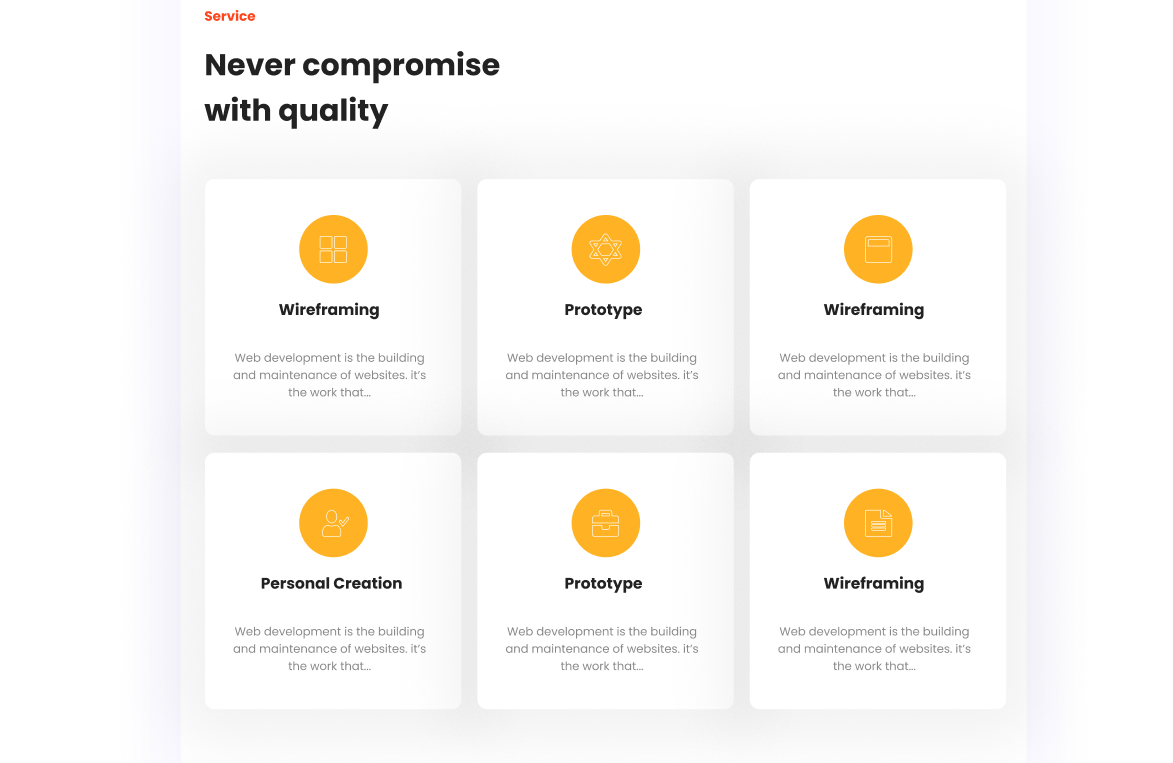 Service
Never compromise
with quality
Wireframing
Web development is the building
and maintenance of websites. it’s
the work that...
Prototype
Web development is the building
and maintenance of websites. it’s
the work that...
Wireframing
Web development is the building
and maintenance of websites. it’s
the work that...
Personal Creation
Web development is the building
and maintenance of websites. it’s
the work that...
Prototype
Web development is the building
and maintenance of websites. it’s
the work that...
Wireframing
Web development is the building
and maintenance of websites. it’s
the work that...